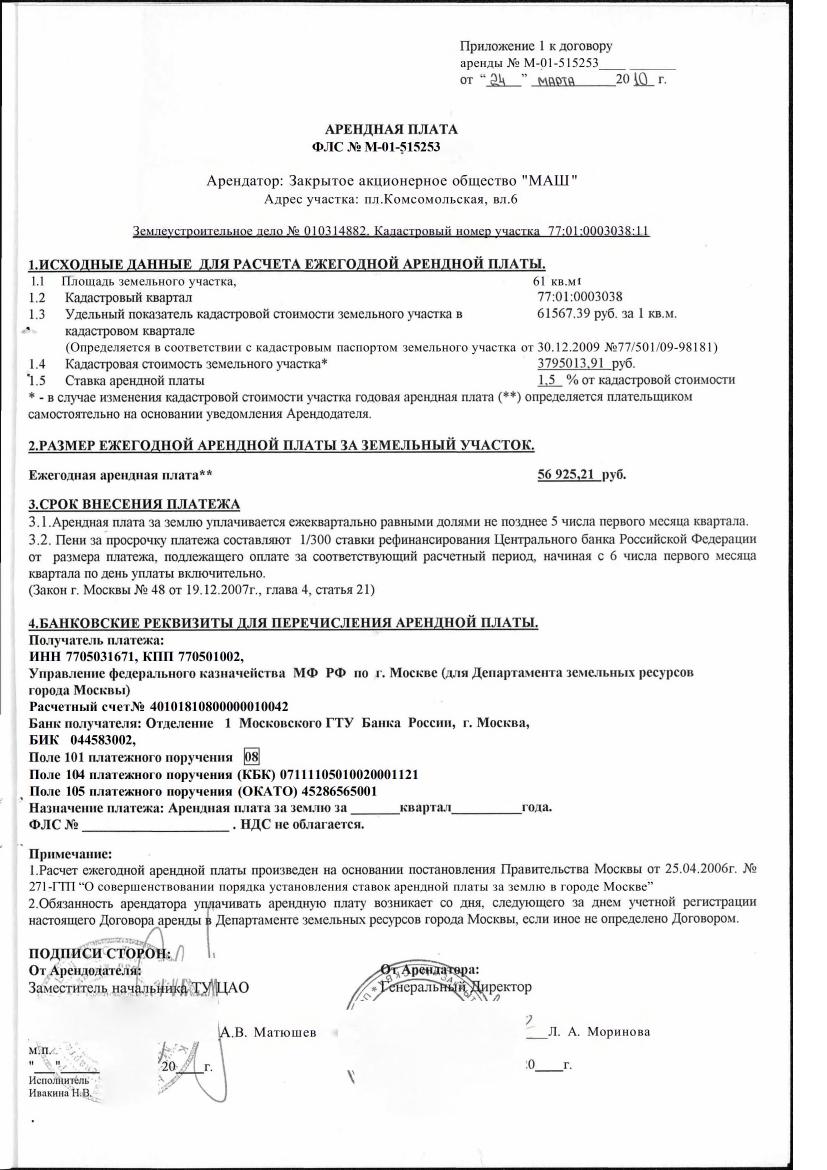 Приложение 1 к договору
аренды № М-01-515253____ _______
от "24" марта 2010 г.
АРЕНДНАЯ ПЛАТА
ФЛС № М-01-515253
Арендатор: Закрытое акционерное общество "МАШ"
Адрес участка: пл.Комсомольская, вл.6
Землеустроительное дело № 010314882. Кадастровый номер участка 77:01:0003038:11
1.ИСХОДНЫЕ ДАННЫЕ ДЛЯ РАСЧЕТА ЕЖЕГОДНОЙ АРЕНДНОЙ ПЛАТЫ.
1.1 Площадь земельного участка, 61 кв.м
1.2 Кадастровый квартал 77:01:0003038
1.3 Удельный показатель кадастровой стоимости земельного участка в 61567.39 руб. за 1 кв.м.
кадастровом квартале
(Определяется в соответствии с кадастровым паспортом земельного участка от 30.12.2009 №77/501/09-98181)
1.4 Кадастровая стоимость земельного участка* 3795013,91 руб.
1.5 Ставка арендной платы 1,5 % от кадастровой стоимости
* - в случае изменения кадастровой стоимости участка годовая арендная плата (**) определяется плательщиком
самостоятельно на основании уведомления Арендодателя.
2.РАЗМЕР ЕЖЕГОДНОЙ АРЕНДНОЙ ПЛАТЫ ЗА ЗЕМЕЛЬНЫЙ УЧАСТОК.
Ежегодная арендная плата** 56 925,21 руб.
3.СРОК ВНЕСЕНИЯ ПЛАТЕЖА
3.1.Арендная плата за землю уплачивается ежеквартально равными долями не позднее 5 числа первого месяца квартала.
3.2. Пени за просрочку платежа составляют 1/300 ставки рефинансирования Центрального банка Российской Федерации
от размера платежа, подлежащего оплате за соответствующий расчетный период, начиная с 6 числа первого месяца
квартала по день уплаты включительно.
(Закон г. Москвы № 48 от 19.12.2007г., глава 4, статья 21)
4.БАНКОВСКИЕ РЕКВИЗИТЫ ДЛЯ ПЕРЕЧИСЛЕНИЯ АРЕНДНОЙ ПЛАТЫ.
Получатель платежа:
ИНН 7705031671, КПП 770501002,
Управление федерального казначейства МФ РФ по г. Москве (для Департамента земельных ресурсов
города Москвы)
Расчетный счет№ 40101810800000010042
Банк получателя: Отделение 1 Московского ГТУ Банка России, г. Москва,
БИК 044583002,
Поле 101 платежного поручения 08
Поле 104 платежного поручения (КБК) 07111105010020001121
Поле 105 платежного поручения (ОКАТО) 45286565001
Назначение платежа: Арендная плата за землю за _______квартал__________года.
ФЛС № _____________________ . НДС не облагается.
Примечание:
1.Расчет ежегодной арендной платы произведен на основании постановления Правительства Москвы от 25.04.2006г. №
271-ПП "О совершенствовании порядка установления ставок арендной платы за землю в городе Москве"
2.Обязанность арендатора уплачивать арендную плату возникает со дня, следующего за днем учетной регистрации
настоящего Договора аренды в Департаменте земельных ресурсов города Москвы, если иное не определено Договором.
ПОДПИСИ СТОРОН:
От Арендодателя: От Арендатора:
Заместитель начальника ТУ ЦАО Генеральный Директор
А.В. Матюшев ___Л. А. Моринова
м.п.
"___"______ 20____г. 0____г.
Исполнитель
Ивакина Н.В.